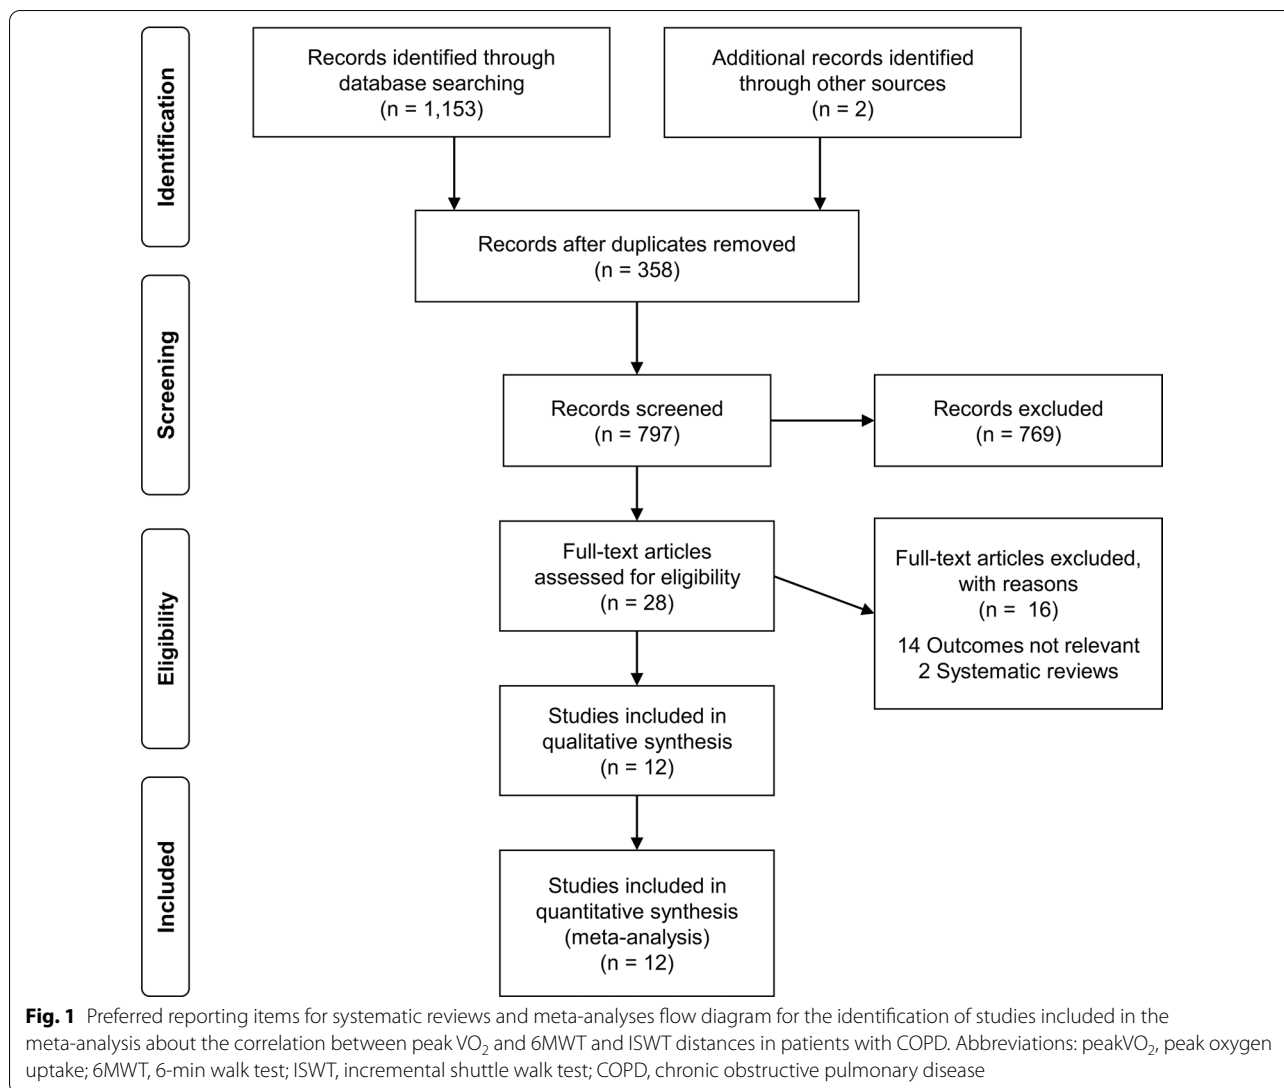 Identification
Records identified through
database searching
(n = 1,153)
Additional records identified
through other sources
(n = 2)
Records after duplicates removed
(n = 358)
Screening
Records screened
(n = 797)
Records excluded
(n = 769)
Eligibility
Full-text articles
assessed for eligibility
(n = 28)
Full-text articles excluded,
with reasons
(n = 16)
14 Outcomes not relevant
2 Systematic reviews
Studies included in
qualitative synthesis
(n = 12)
Included
Studies included in
quantitative synthesis
(meta-analysis)
(n = 12)
Fig. 1 Preferred reporting items for systematic reviews and meta-analyses flow diagram for the identification of studies included in the
meta-analysis about the correlation between peak VO₂ and 6MWT and ISWT distances in patients with COPD. Abbreviations: peakVO₂, peak oxygen
uptake; 6MWT, 6-min walk test; ISWT, incremental shuttle walk test; COPD, chronic obstructive pulmonary disease